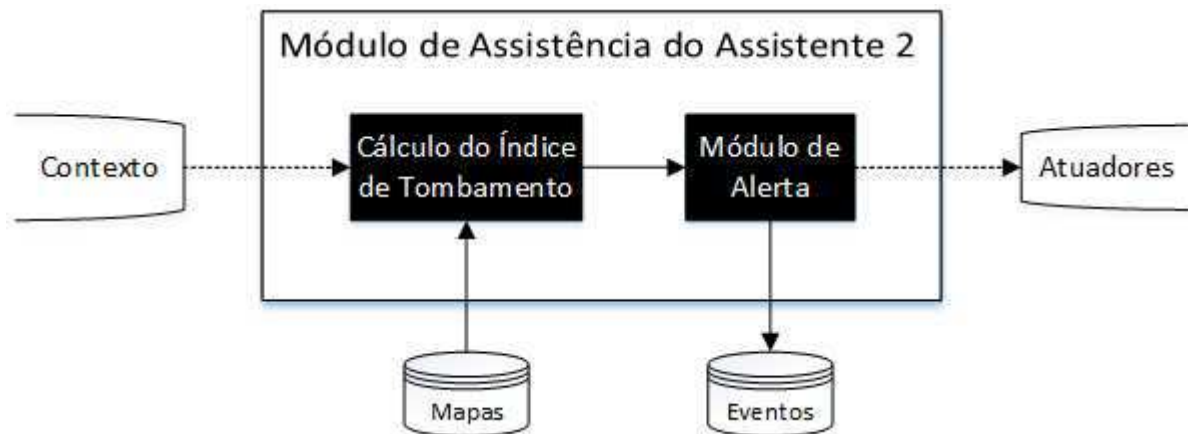 Módulo de Assistência do Assistente 2
Contexto
Cálculo do Índice
de Tombamento
Módulo de
Alerta
Atuadores
Mapas
Eventos